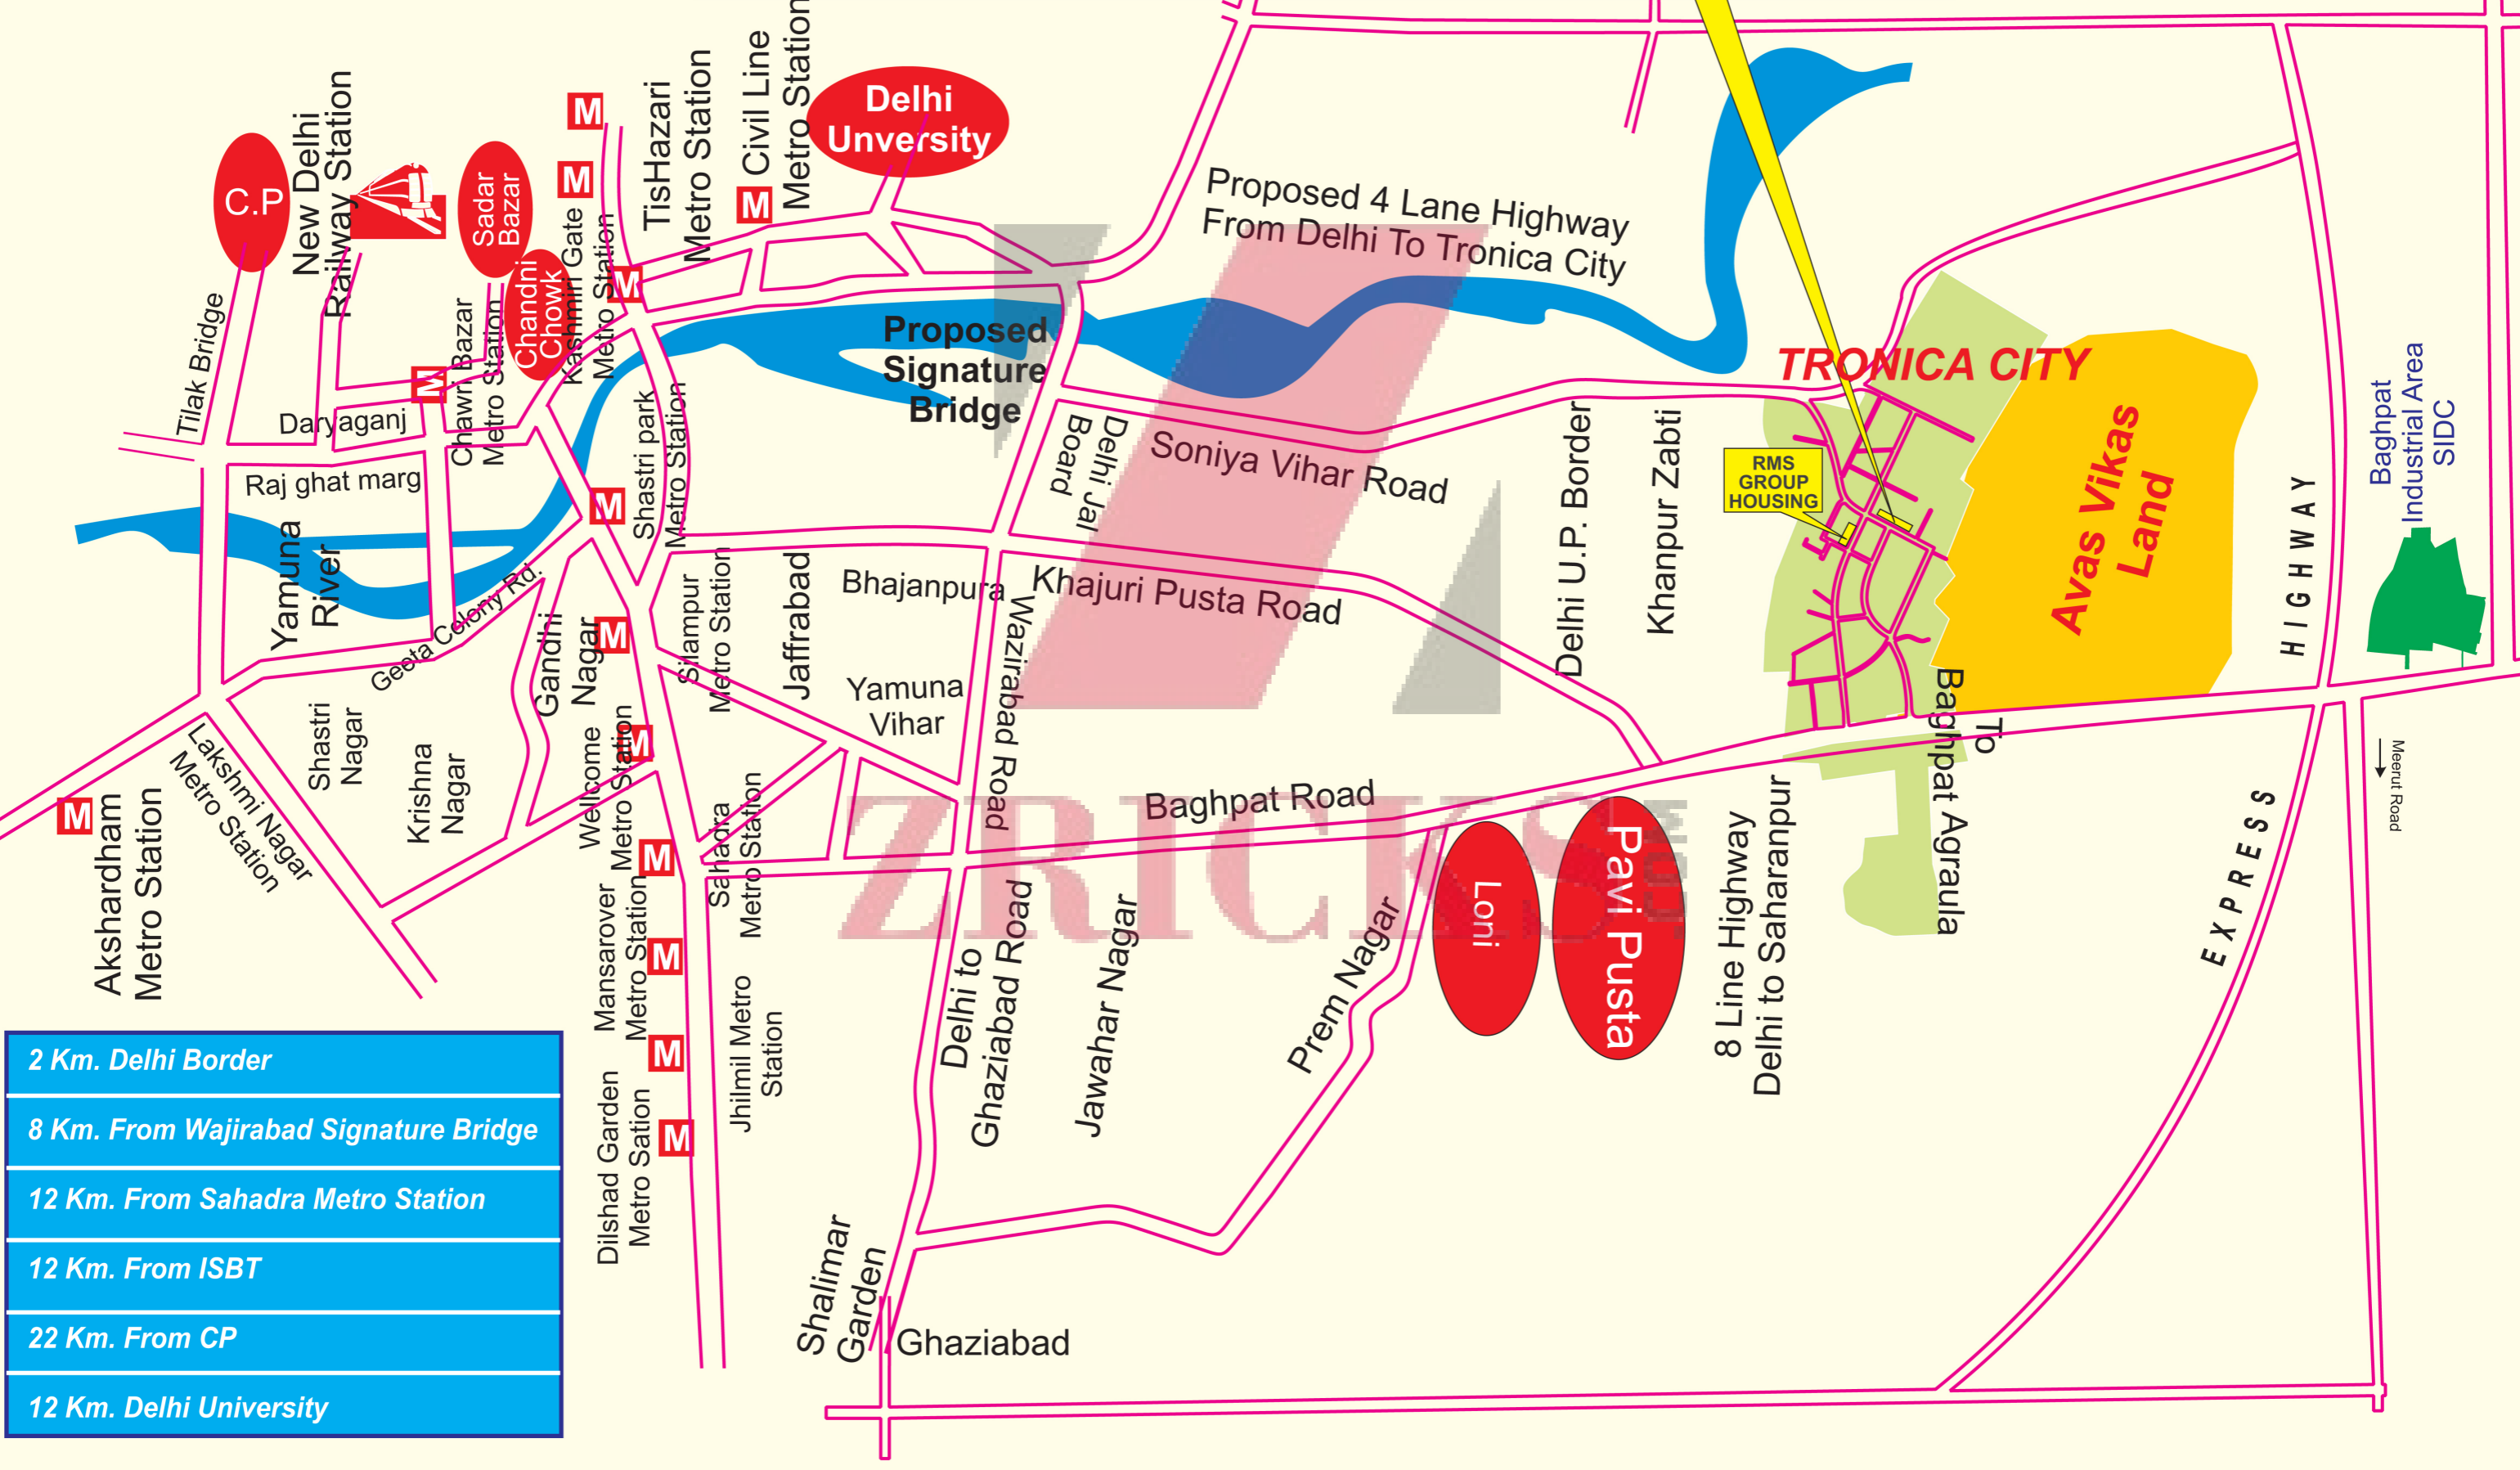 C.P
New Delhi
Railway Station
Sadar
Bazar
Chandni
Chowk
Kashmiri Gate
Metro Station
M
M
M
TisHazari
Metro Station
M
Civil Line
Metro Station
Delhi
Unversity
Proposed 4 Lane Highway
From Delhi To Tronica City
Tilak Bridge
Daryaganj
M
Chawri Bazar
Metro Station
Raj ghat marg
Yamuna
River
Geeta Colony Rd.
M
Shastri park
Metro Station
Proposed
Signature
Bridge
Delhi Jal
Board
Soniya Vihar Road
Delhi U.P. Border
Khanpur Zabti
TRONICA CITY
RMS
GROUP
HOUSING
Avas Vikas
Land
HIGHWAY
Baghpat
Industrial Area
SIDC
Gandhi
Nagar
M
Silampur
Metro Station
Jaffrabad
Bhajanpura
Khajuri Pusta Road
Yamuna
Vihar
Wazirabad Road
Shastri
Nagar
Krishna
Nagar
Lakshmi Nagar
Metro Station
M
Akshardham
Metro Station
M
Wellcome
Metro Station
M
Sahadra
Metro Station
Baghpat Road
ZRICKS
.com
Loni
Pavi Pusta
8 Line Highway
Delhi to Saharanpur
To
Baghpat Agraula
EXPRESS
Meerut Road
Mansarover
Metro Station
M
M
Jhilmil Metro
Station
Dilshad Garden
Metro Sation
M
Delhi to
Ghaziabad Road
Jawahar Nagar
Prem Nagar
Shalimar
Garden
Ghaziabad
2 Km. Delhi Border
8 Km. From Wajirabad Signature Bridge
12 Km. From Sahadra Metro Station
12 Km. From ISBT
22 Km. From CP
12 Km. Delhi University